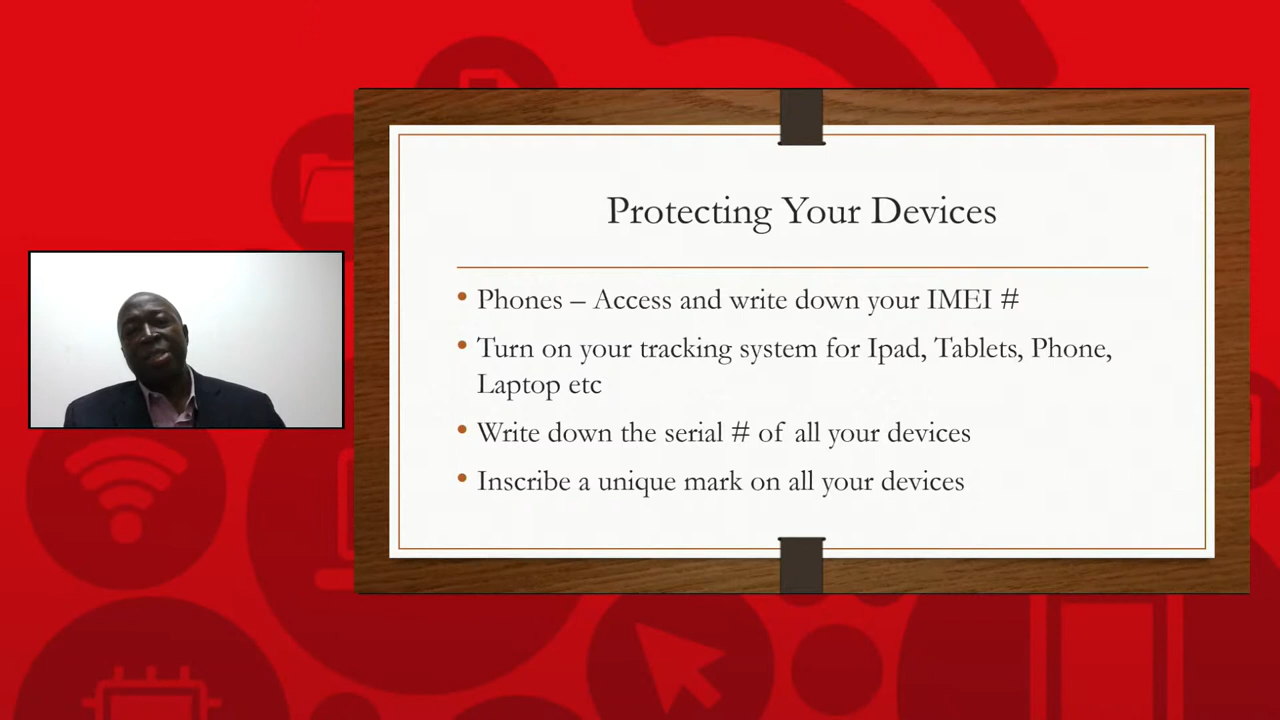 Protecting Your Devices
• Phones – Access and write down your IMEI #
• Turn on your tracking system for Ipad, Tablets, Phone,
Laptop etc
• Write down the serial # of all your devices
• Inscribe a unique mark on all your devices